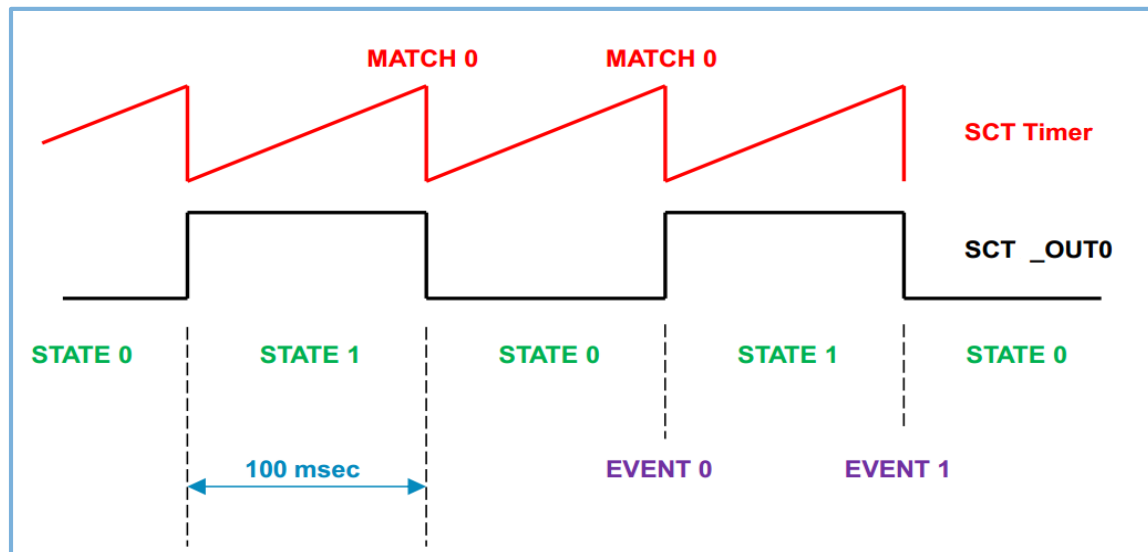 MATCH 0 MATCH 0
SCT Timer
SCT _OUT0
STATE 0 STATE 1 STATE 0 STATE 1 STATE 0
100 msec EVENT 0 EVENT 1